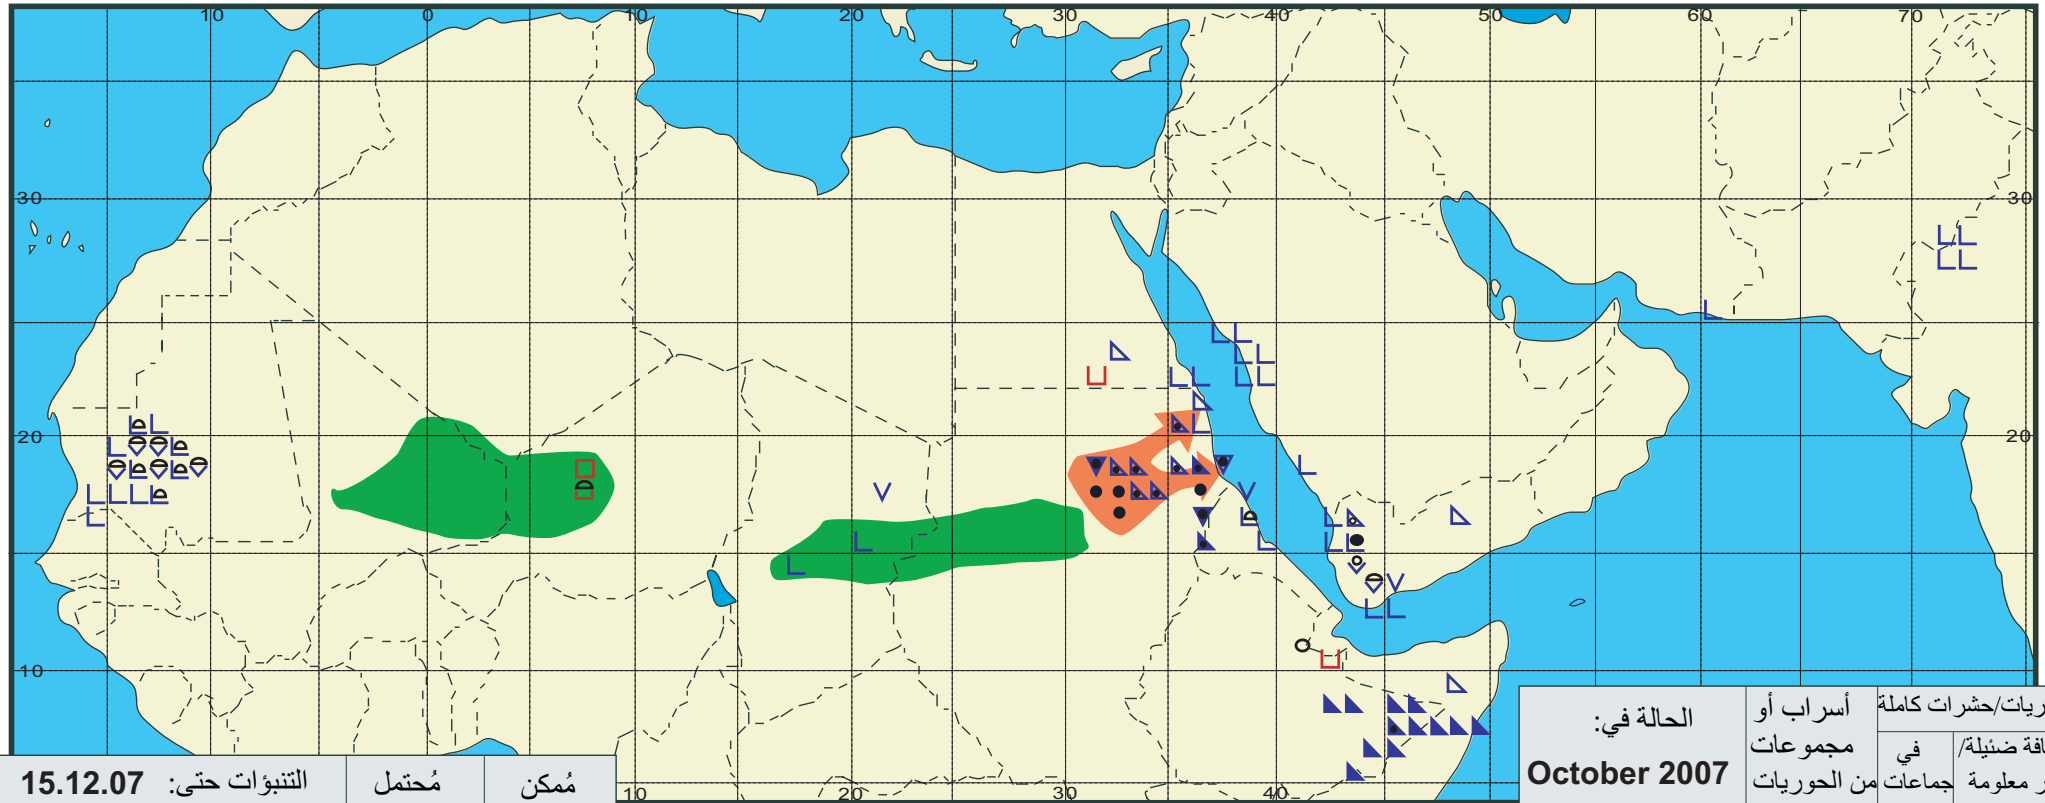 10 0 10 20 30 40 50 60 70
30 30
20 20
10
الحالة في:
October 2007
أسراب أو
مجموعات
من الحوريات
حشرات كاملة
ضئيلة/
معلومة
في
جماعات
التنبؤات حتى: 15.12.07
مُحتمل
مُمكن
10 20 30 40